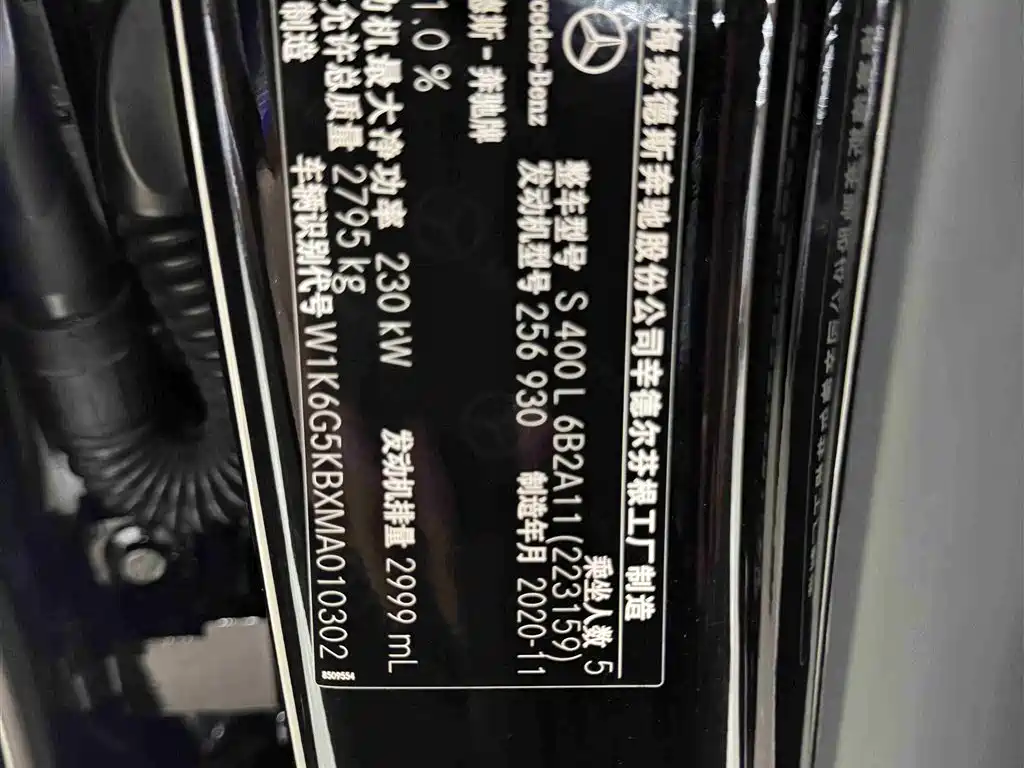 梅赛德斯奔驰股份公司辛德尔芬根工厂制造
乘坐人数 5
整车型号 S 400 L 6B2A11(223159)
发动机型号 256 930 制造年月 2020-11
奔驰牌
1.0 %
机最大净功率 230 kW 发动机排量 2999 mL
允许总质量 2795 kg
制造
车辆识别代号 W1K6G5KBXMA010302
8509554